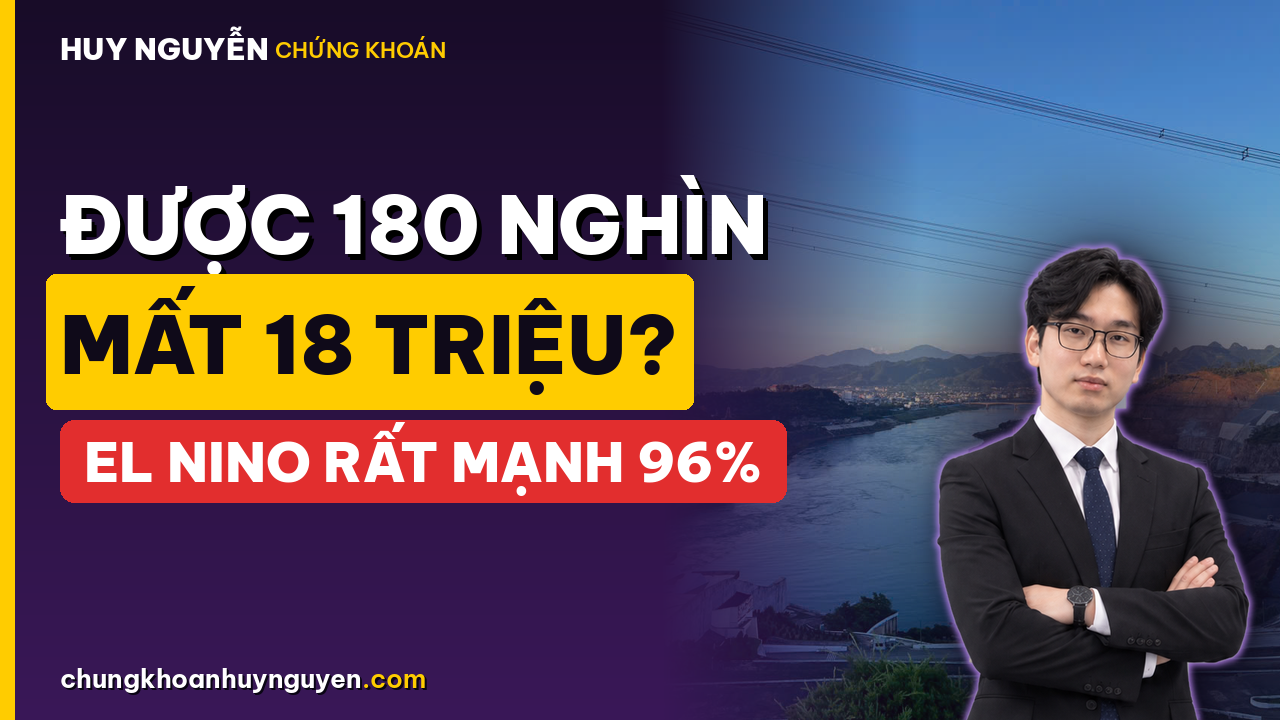 HUY NGUYỄN CHỨNG KHOÁN
ĐƯỢC 180 NGHÌN
MẤT 18 TRIỆU?
EL NINO RẤT MẠNH 96%
chungkhoanhuynguyen.com